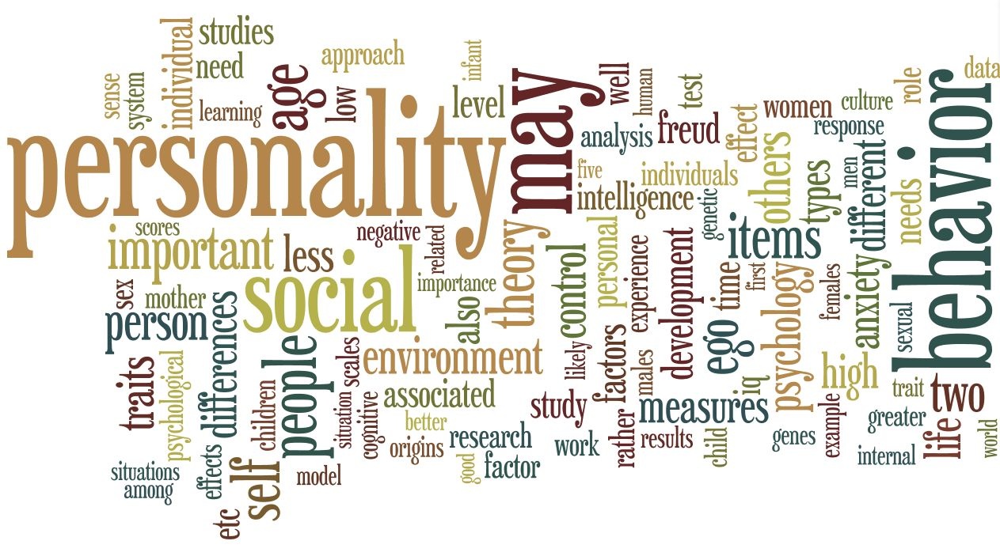 individual
studies
need
learning
sense
system
age
low
approach
infant
level
personality
may
well
human
test
freud
analysis
five
individuals
intelligence
effect
women
culture
response
role
data
others
types
men
different
needs
behavior
genetic
items
scores
important
less
negative
related
importance
social
theory
also
control
personal
experience
development
time
first
psychology
females
anxiety
sexual
sex
mother
person
differences
traits
psychological
children
people
scales
situation
cognitive
environment
associated
better
origins
research
good
factor
likely
factors
males
ego
iq
high
trait
two
study
measures
work
rather
results
child
genes
example
greater
internal
life
world
situations
among
effects
self
etc
model